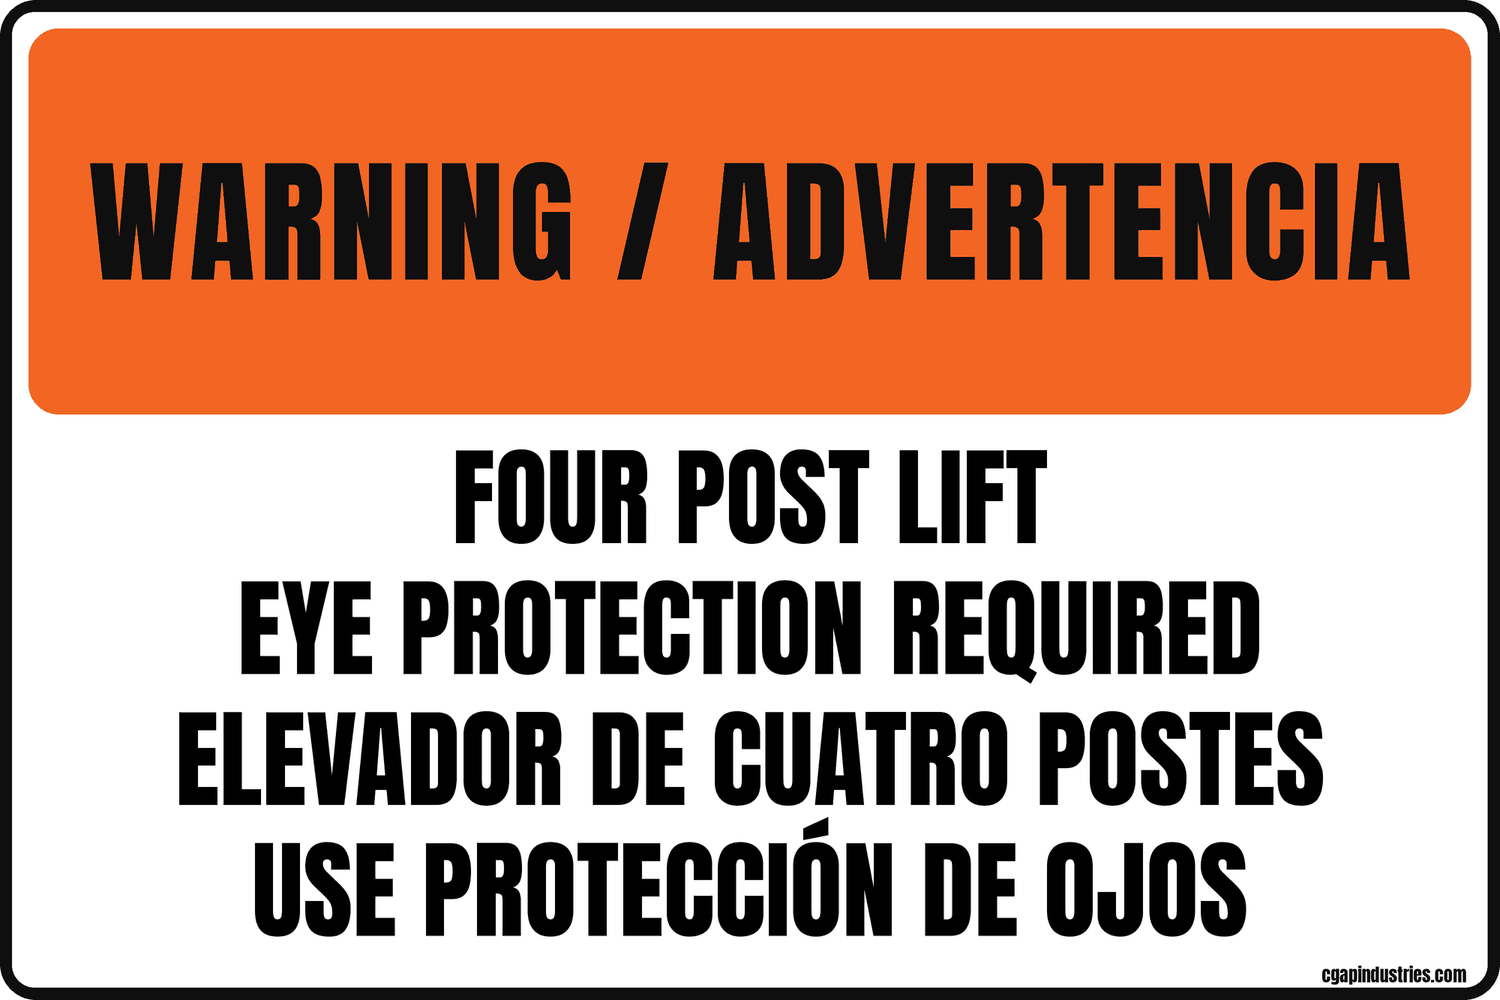 WARNING / ADVERTENCIA
FOUR POST LIFT
EYE PROTECTION REQUIRED
ELEVADOR DE CUATRO POSTES
USE PROTECCIÓN DE OJOS
cgapindustries.com